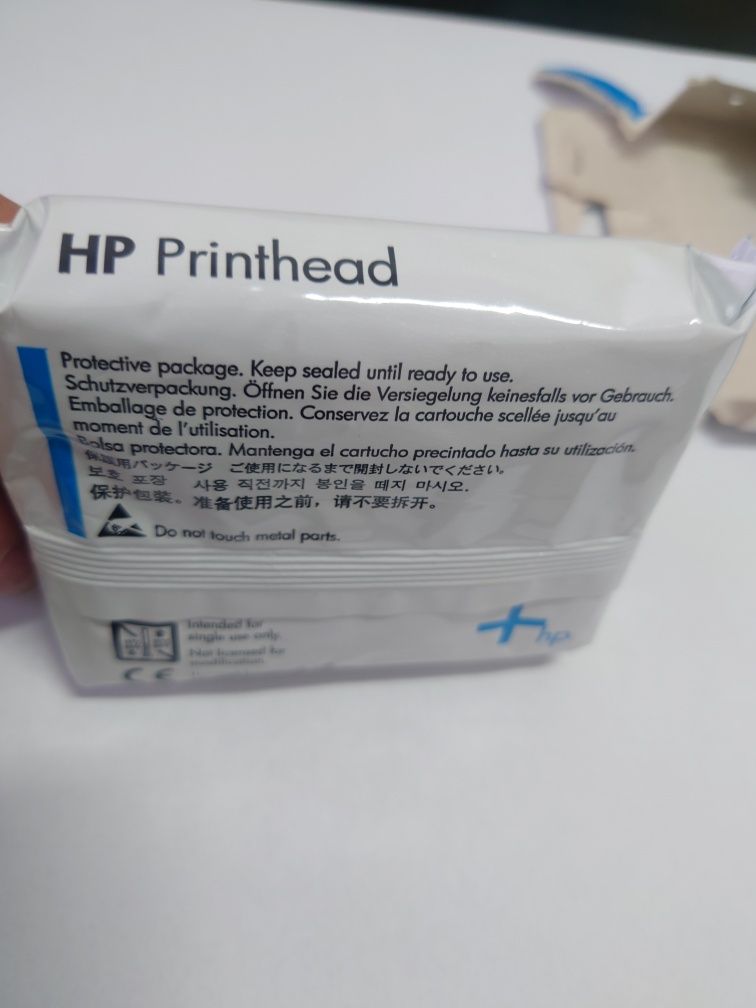 HP Printhead
Protective package. Keep sealed until ready to use.
Schutzverpackung. Öffnen Sie die Versiegelung keinesfalls vor Gebrauch.
Emballage de protection. Conservez la cartouche scellée jusqu'au
moment de l'utilisation.
Bolsa protectora. Mantenga el cartucho precintado hasta su utilización.
保護用パッケージ ご使用になるまで開封しないでください。
보호 포장 사용 직전까지 봉인을 떼지 마시오.
保护包装。准备使用之前，请不要拆开。
Do not touch metal parts.
Intended for
single use only.
Not licensed for
modification.
CE
hp